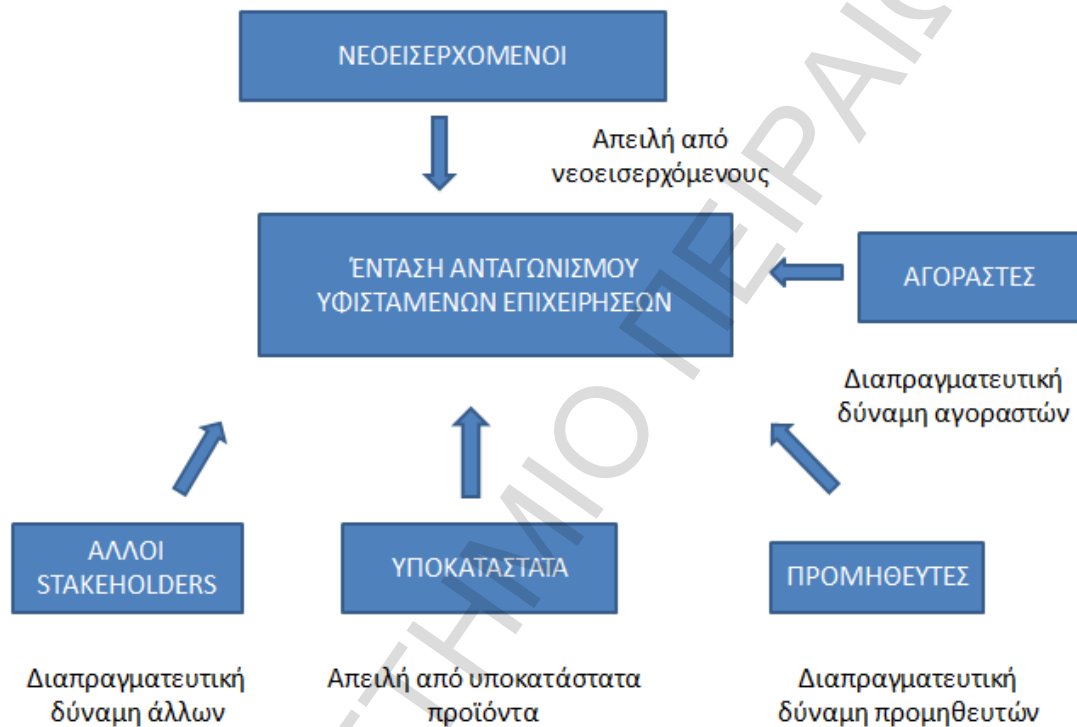 ΝΕΟΕΙΣΕΡΧΟΜΕΝΟΙ
Απειλή από
νεοεισερχόμενους
ΈΝΤΑΣΗ ΑΝΤΑΓΩΝΙΣΜΟΥ
ΥΦΙΣΤΑΜΕΝΩΝ ΕΠΙΧΕΙΡΗΣΕΩΝ
ΑΓΟΡΑΣΤΕΣ
Διαπραγματευτική
δύναμη αγοραστών
ΑΛΛΟΙ
STAKEHOLDERS
ΥΠΟΚΑΤΑΣΤΑΤΑ
ΠΡΟΜΗΘΕΥΤΕΣ
Διαπραγματευτική
δύναμη άλλων
Απειλή από υποκατάστατα
προϊόντα
Διαπραγματευτική
δύναμη προμηθευτών